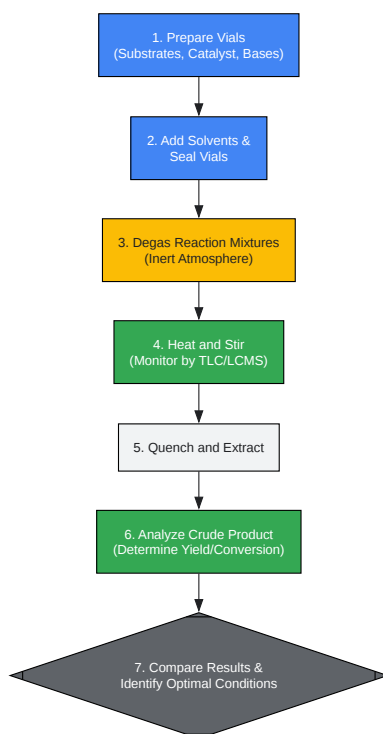 1. Prepare Vials
(Substrates, Catalyst, Bases)
2. Add Solvents &
Seal Vials
3. Degas Reaction Mixtures
(Inert Atmosphere)
4. Heat and Stir
(Monitor by TLC/LCMS)
5. Quench and Extract
6. Analyze Crude Product
(Determine Yield/Conversion)
7. Compare Results &
Identify Optimal Conditions